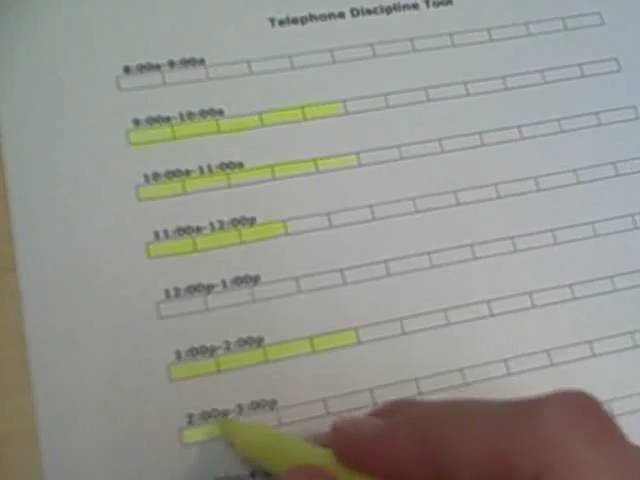 Telephone Discipline Tool
8:00a-9:00a
9:00a-10:00a
10:00a-11:00a
11:00a-12:00p
12:00p-1:00p
1:00p-2:00p
2:00p-3:00p